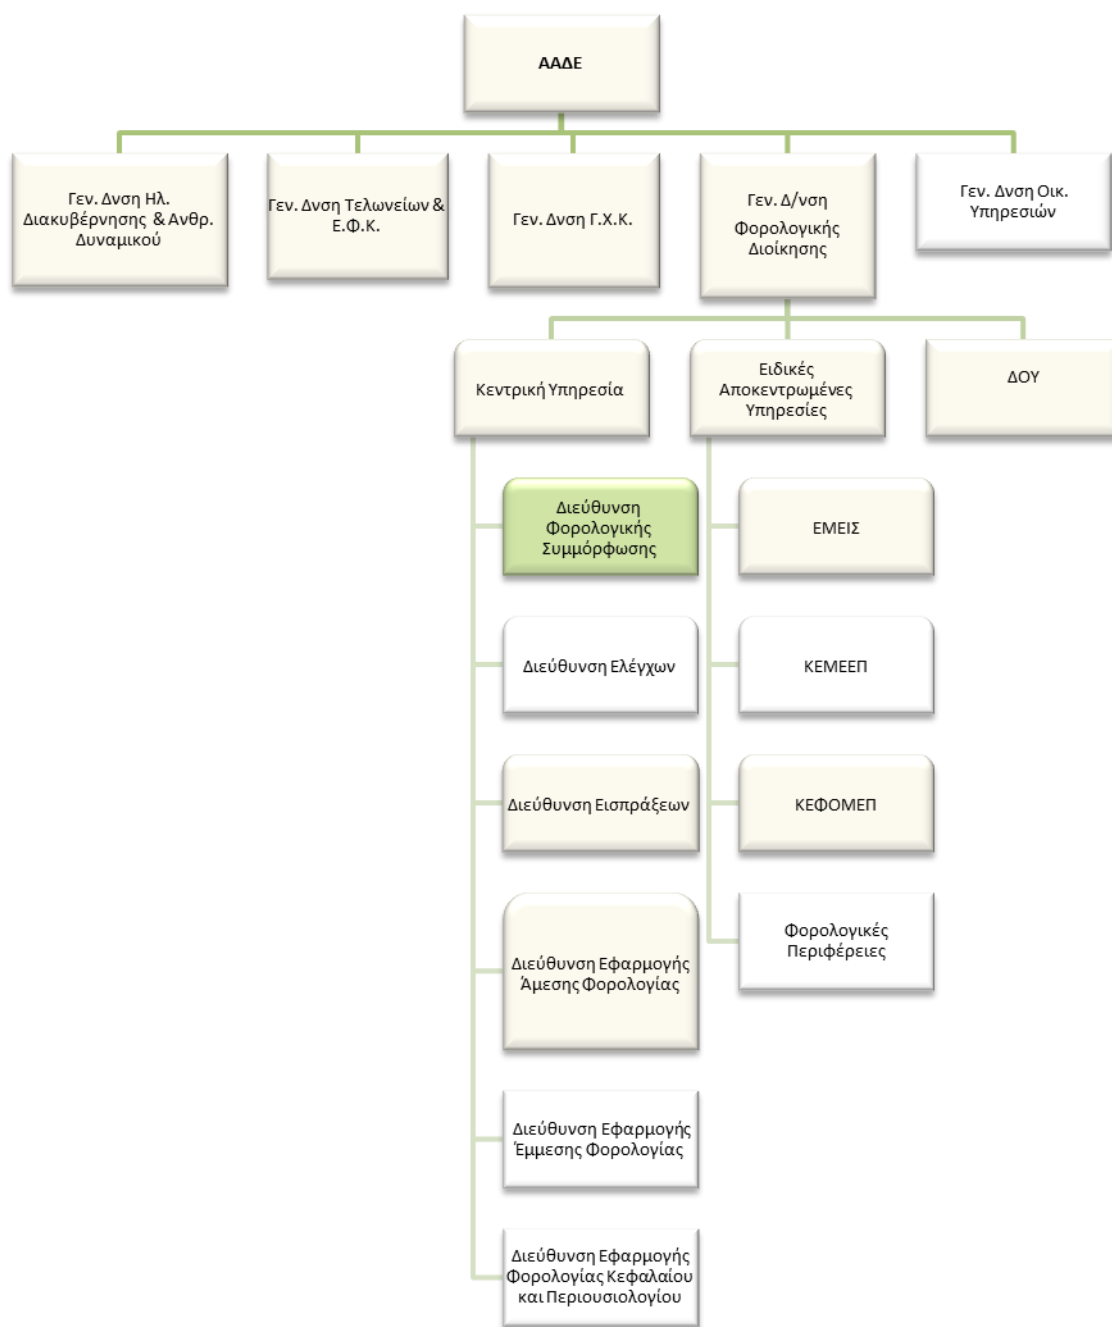 ΑΑΔΕ
Γεν. Δνση Ηλ.
Διακυβέρνησης & Ανθρ.
Δυναμικού
Γεν. Δνση Τελωνείων &
Ε.Φ.Κ.
Γεν. Δνση Γ.Χ.Κ.
Γεν. Δ/νση
Φορολογικής
Διοίκησης
Γεν. Δνση Οικ.
Υπηρεσιών
Κεντρική Υπηρεσία
Ειδικές
Αποκεντρωμένες
Υπηρεσίες
ΔΟΥ
Διεύθυνση
Φορολογικής
Συμμόρφωσης
Διεύθυνση Ελέγχων
Διεύθυνση Εισπράξεων
Διεύθυνση Εφαρμογής
Άμεσης Φορολογίας
Διεύθυνση Εφαρμογής
Έμμεσης Φορολογίας
Διεύθυνση Εφαρμογής
Φορολογίας Κεφαλαίου
και Περιουσιολογίου
ΕΜΕΙΣ
ΚΕΜΕΕΠ
ΚΕΦΟΜΕΠ
Φορολογικές
Περιφέρειες